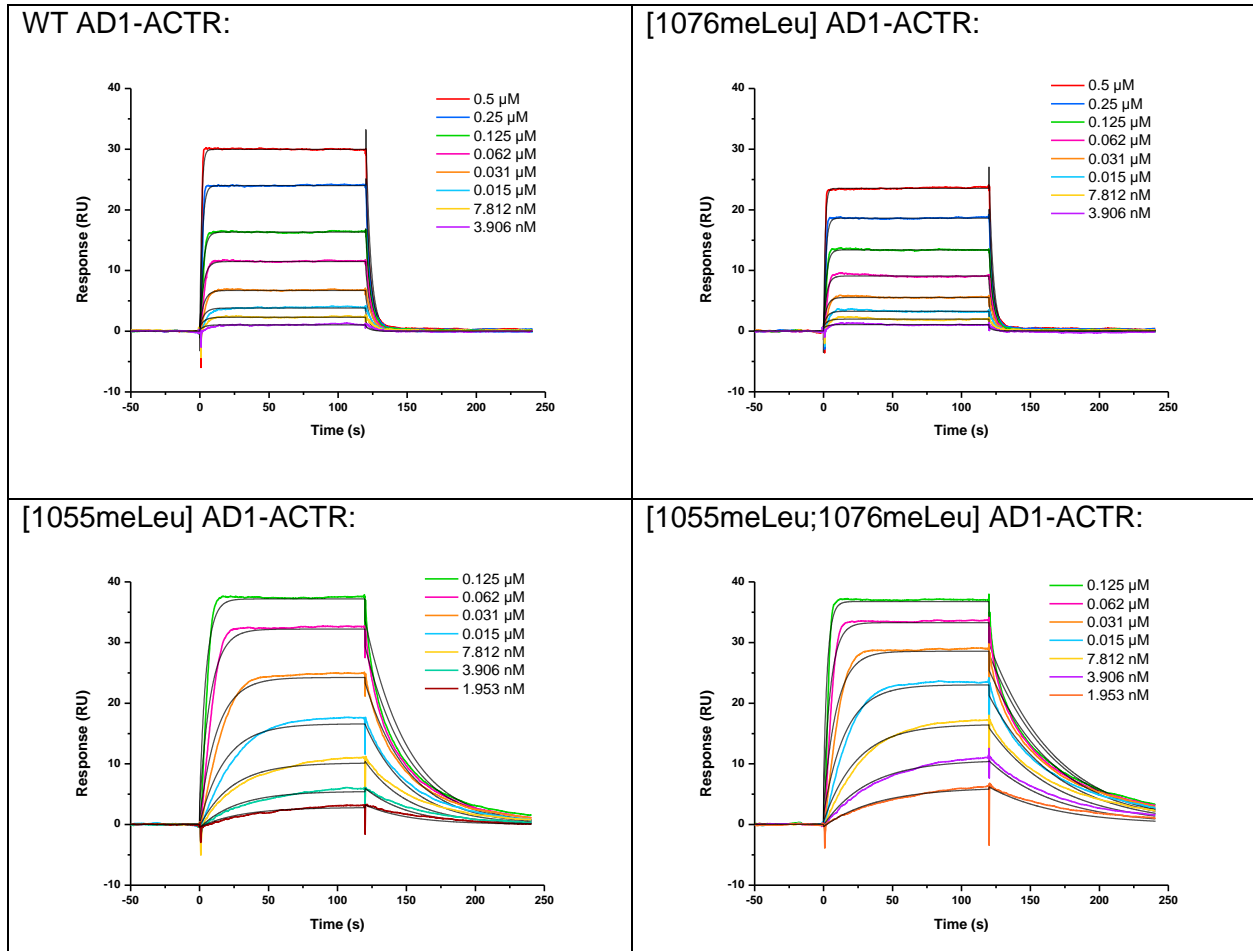 WT AD1-ACTR:
40
30
20
10
0
-10
Response (RU)
-50
0
50
100
150
200
250
Time (s)
0.5 µM
0.25 µM
0.125 µM
0.062 µM
0.031 µM
0.015 µM
7.812 nM
3.906 nM
[1076meLeu] AD1-ACTR:
40
30
20
10
0
-10
Response (RU)
-50
0
50
100
150
200
250
Time (s)
0.5 µM
0.25 µM
0.125 µM
0.062 µM
0.031 µM
0.015 µM
7.812 nM
3.906 nM
[1055meLeu] AD1-ACTR:
40
30
20
10
0
-10
Response (RU)
-50
0
50
100
150
200
250
Time (s)
0.125 µM
0.062 µM
0.031 µM
0.015 µM
7.812 nM
3.906 nM
1.953 nM
[1055meLeu;1076meLeu] AD1-ACTR:
40
30
20
10
0
-10
Response (RU)
-50
0
50
100
150
200
250
Time (s)
0.125 µM
0.062 µM
0.031 µM
0.015 µM
7.812 nM
3.906 nM
1.953 nM